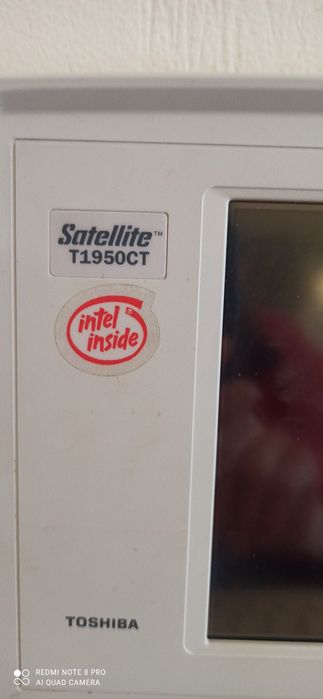 Satellite™
T1950CT
intel®
inside
TOSHIBA
REDMI NOTE 8 PRO
AI QUAD CAMERA